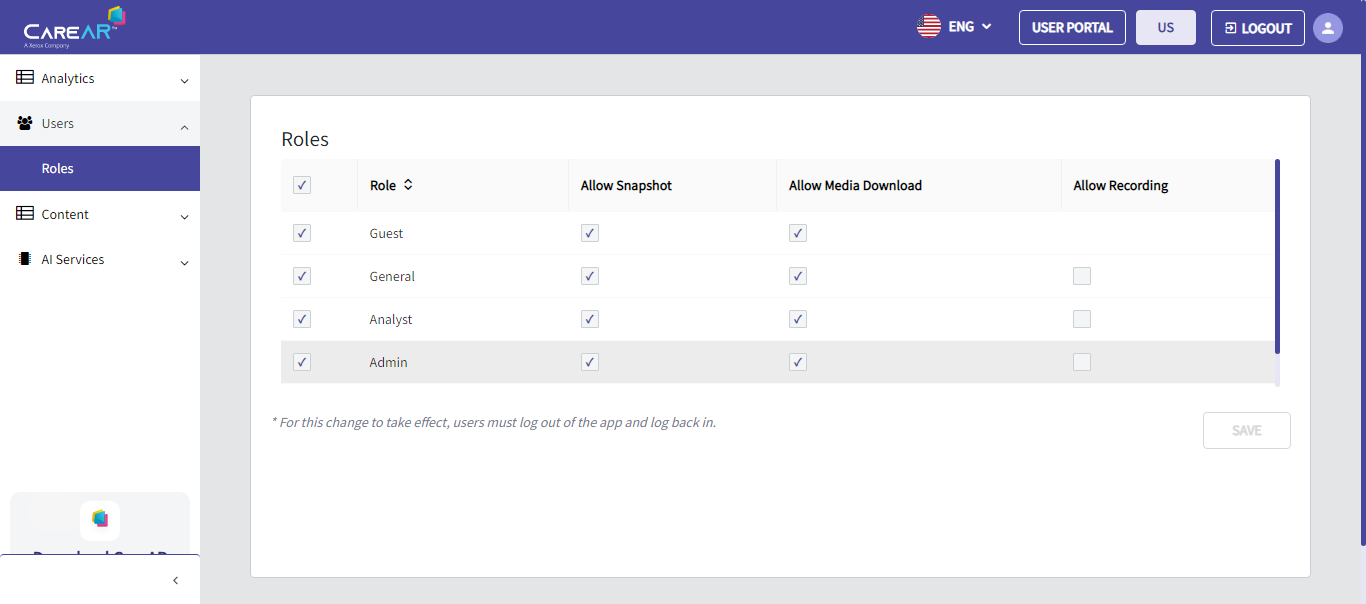 CAREAR™
A Xerox Company
ENG
USER PORTAL
US
LOGOUT
Analytics
Users
Roles
Content
AI Services
Roles
Role
Allow Snapshot
Allow Media Download
Allow Recording
Guest
General
Analyst
Admin
* For this change to take effect, users must log out of the app and log back in.
SAVE